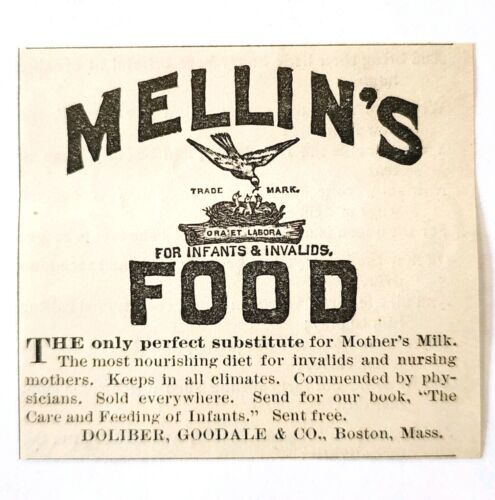 MELLIN'S
TRADE MARK.
ORA ET LABORA
FOR INFANTS & INVALIDS.
FOOD
THE only perfect substitute for Mother's Milk.
The most nourishing diet for invalids and nursing
mothers. Keeps in all climates. Commended by phy-
sicians. Sold everywhere. Send for our book, "The
Care and Feeding of Infants." Sent free.
DOLIBER, GOODALE & CO., Boston, Mass.